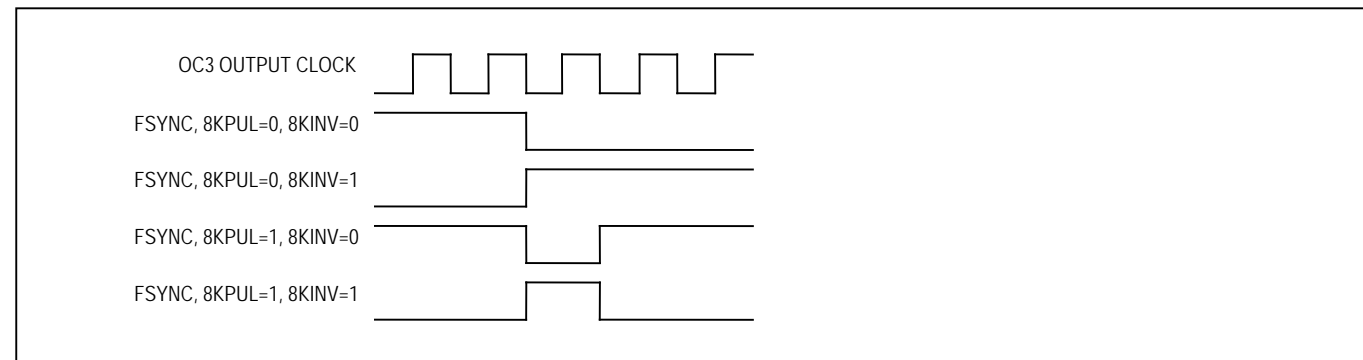 OC3 OUTPUT CLOCK
FSYNC, 8KPUL=0, 8KINV=0
FSYNC, 8KPUL=0, 8KINV=1
FSYNC, 8KPUL=1, 8KINV=0
FSYNC, 8KPUL=1, 8KINV=1